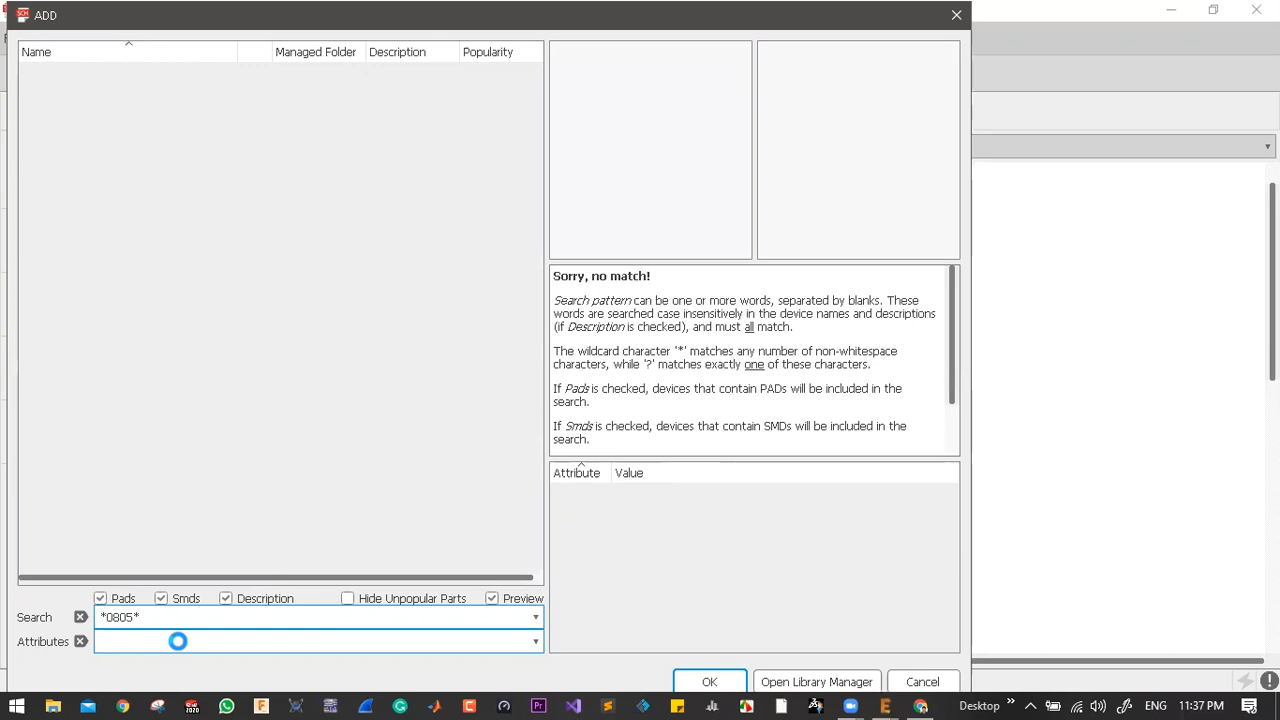 SCH ADD
Name Managed Folder Description Popularity
Sorry, no match!
Search pattern can be one or more words, separated by blanks. These
words are searched case insensitively in the device names and descriptions
(if Description is checked), and must all match.
The wildcard character '*' matches any number of non-whitespace
characters, while '?' matches exactly one of these characters.
If Pads is checked, devices that contain PADs will be included in the
search.
If Smds is checked, devices that contain SMDs will be included in the
search.
Attribute Value
Pads Smds Description Hide Unpopular Parts Preview
Search *0805*
Attributes
OK Open Library Manager Cancel
Desktop ENG 11:37 PM